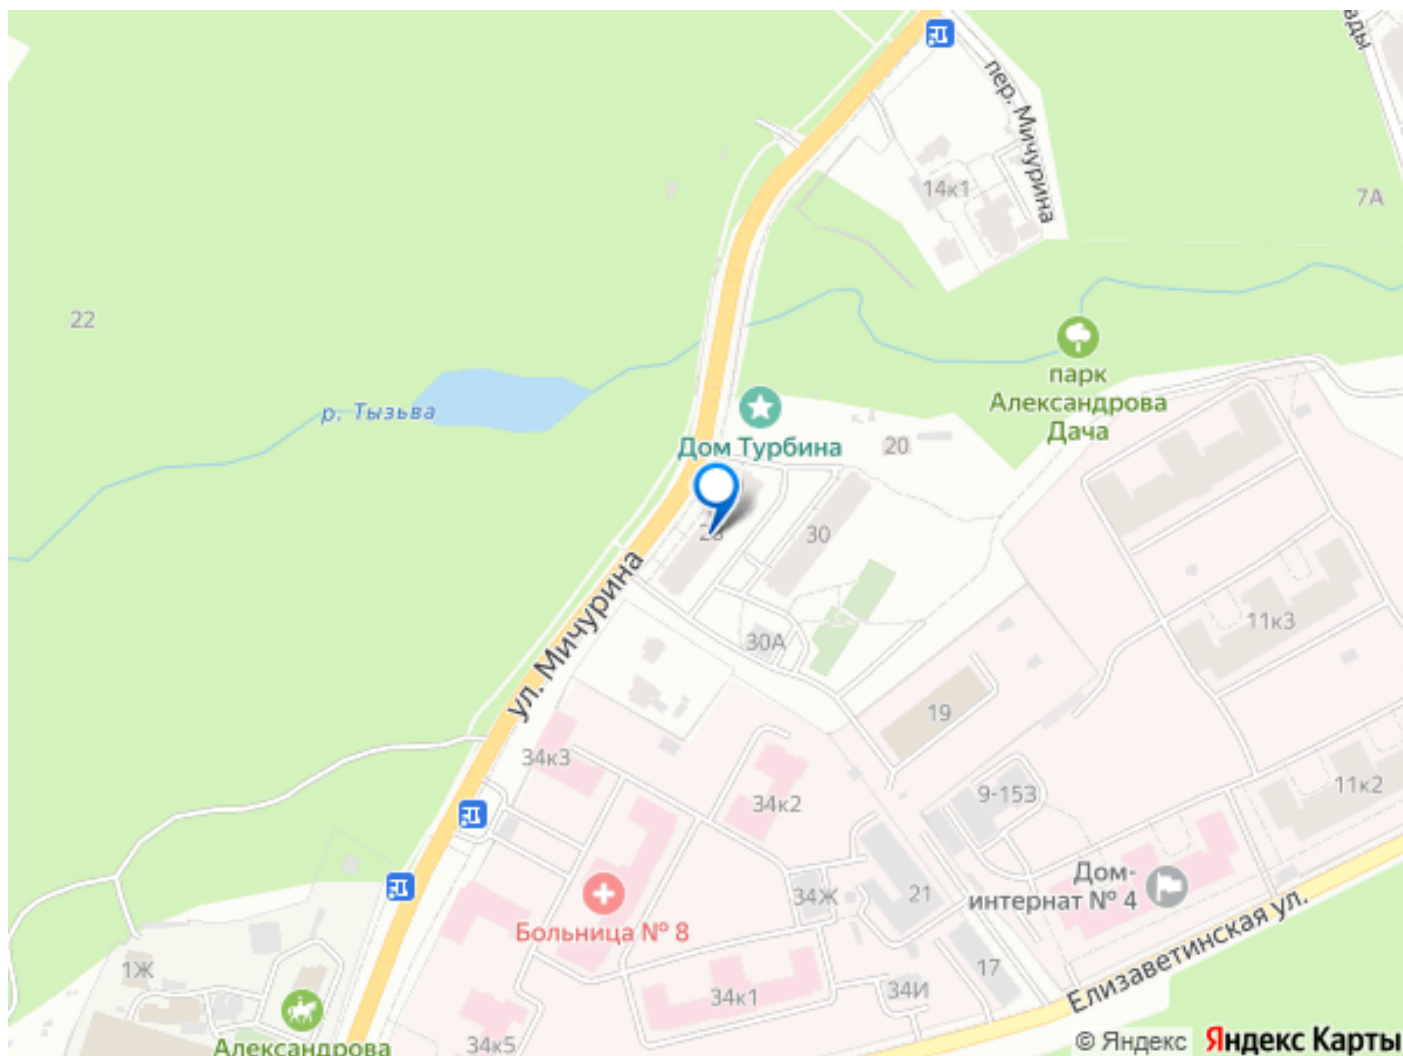 ады
пер. Мичурина
14к1
7А
22
парк
Александрова
Дача
р. Тызьва
Дом Турбина
20
30
ул. Мичурина
30А
11к3
19
34к3
9-153
11к2
34к2
Дом-
интернат № 4
34Ж
21
Больница № 8
Елизаветинская ул.
1Ж
17
34к1
34И
34к5
Александрова
© Яндекс Яндекс Карты